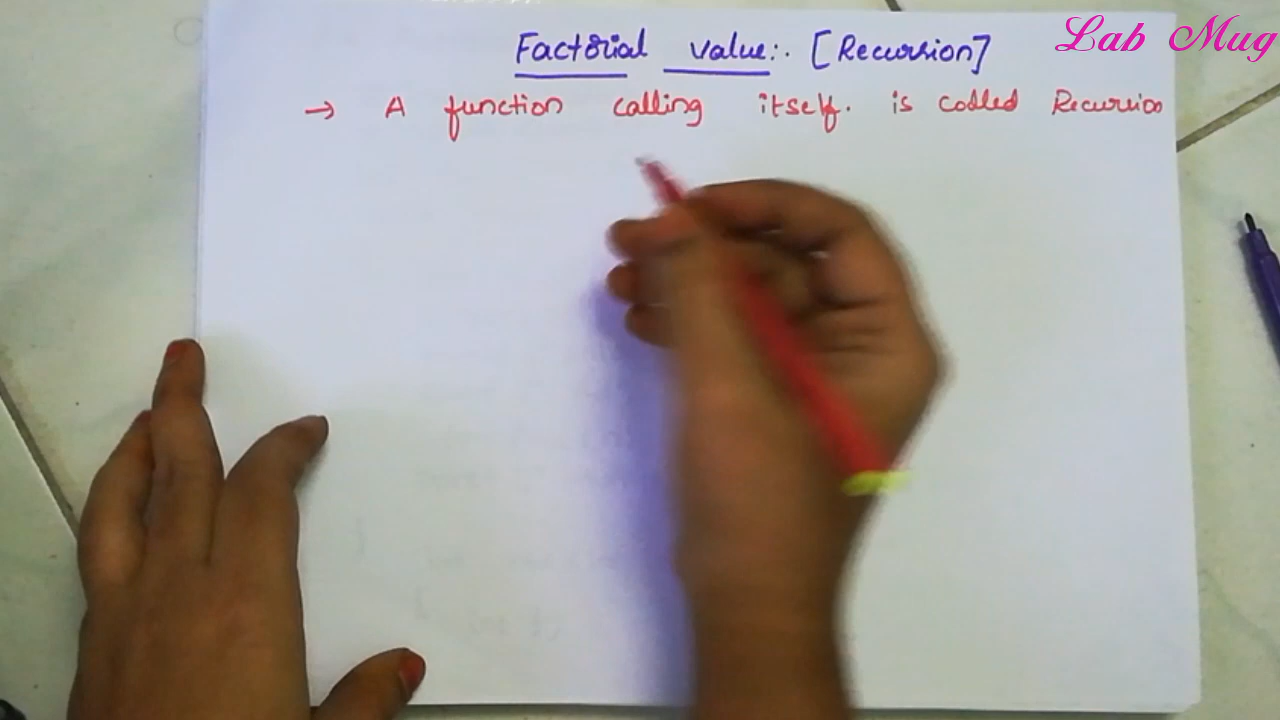 Lab Mug
Factorial value:. [Recursion]
→ A function calling itself. is called Recursion